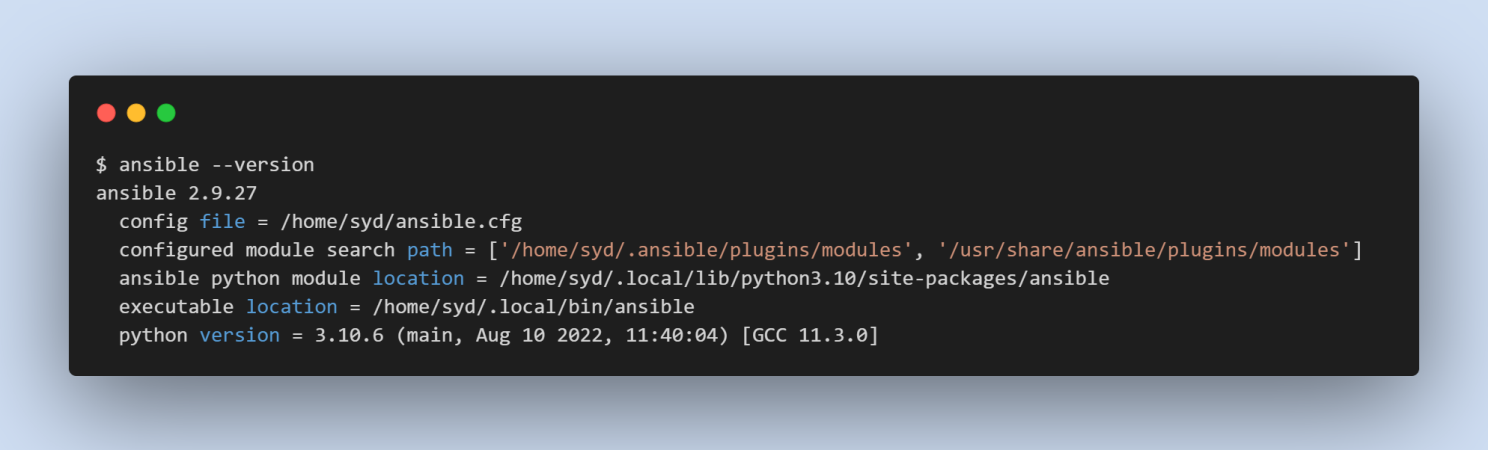 $ ansible --version
ansible 2.9.27
  config file = /home/syd/ansible.cfg
  configured module search path = ['/home/syd/.ansible/plugins/modules', '/usr/share/ansible/plugins/modules']
  ansible python module location = /home/syd/.local/lib/python3.10/site-packages/ansible
  executable location = /home/syd/.local/bin/ansible
  python version = 3.10.6 (main, Aug 10 2022, 11:40:04) [GCC 11.3.0]